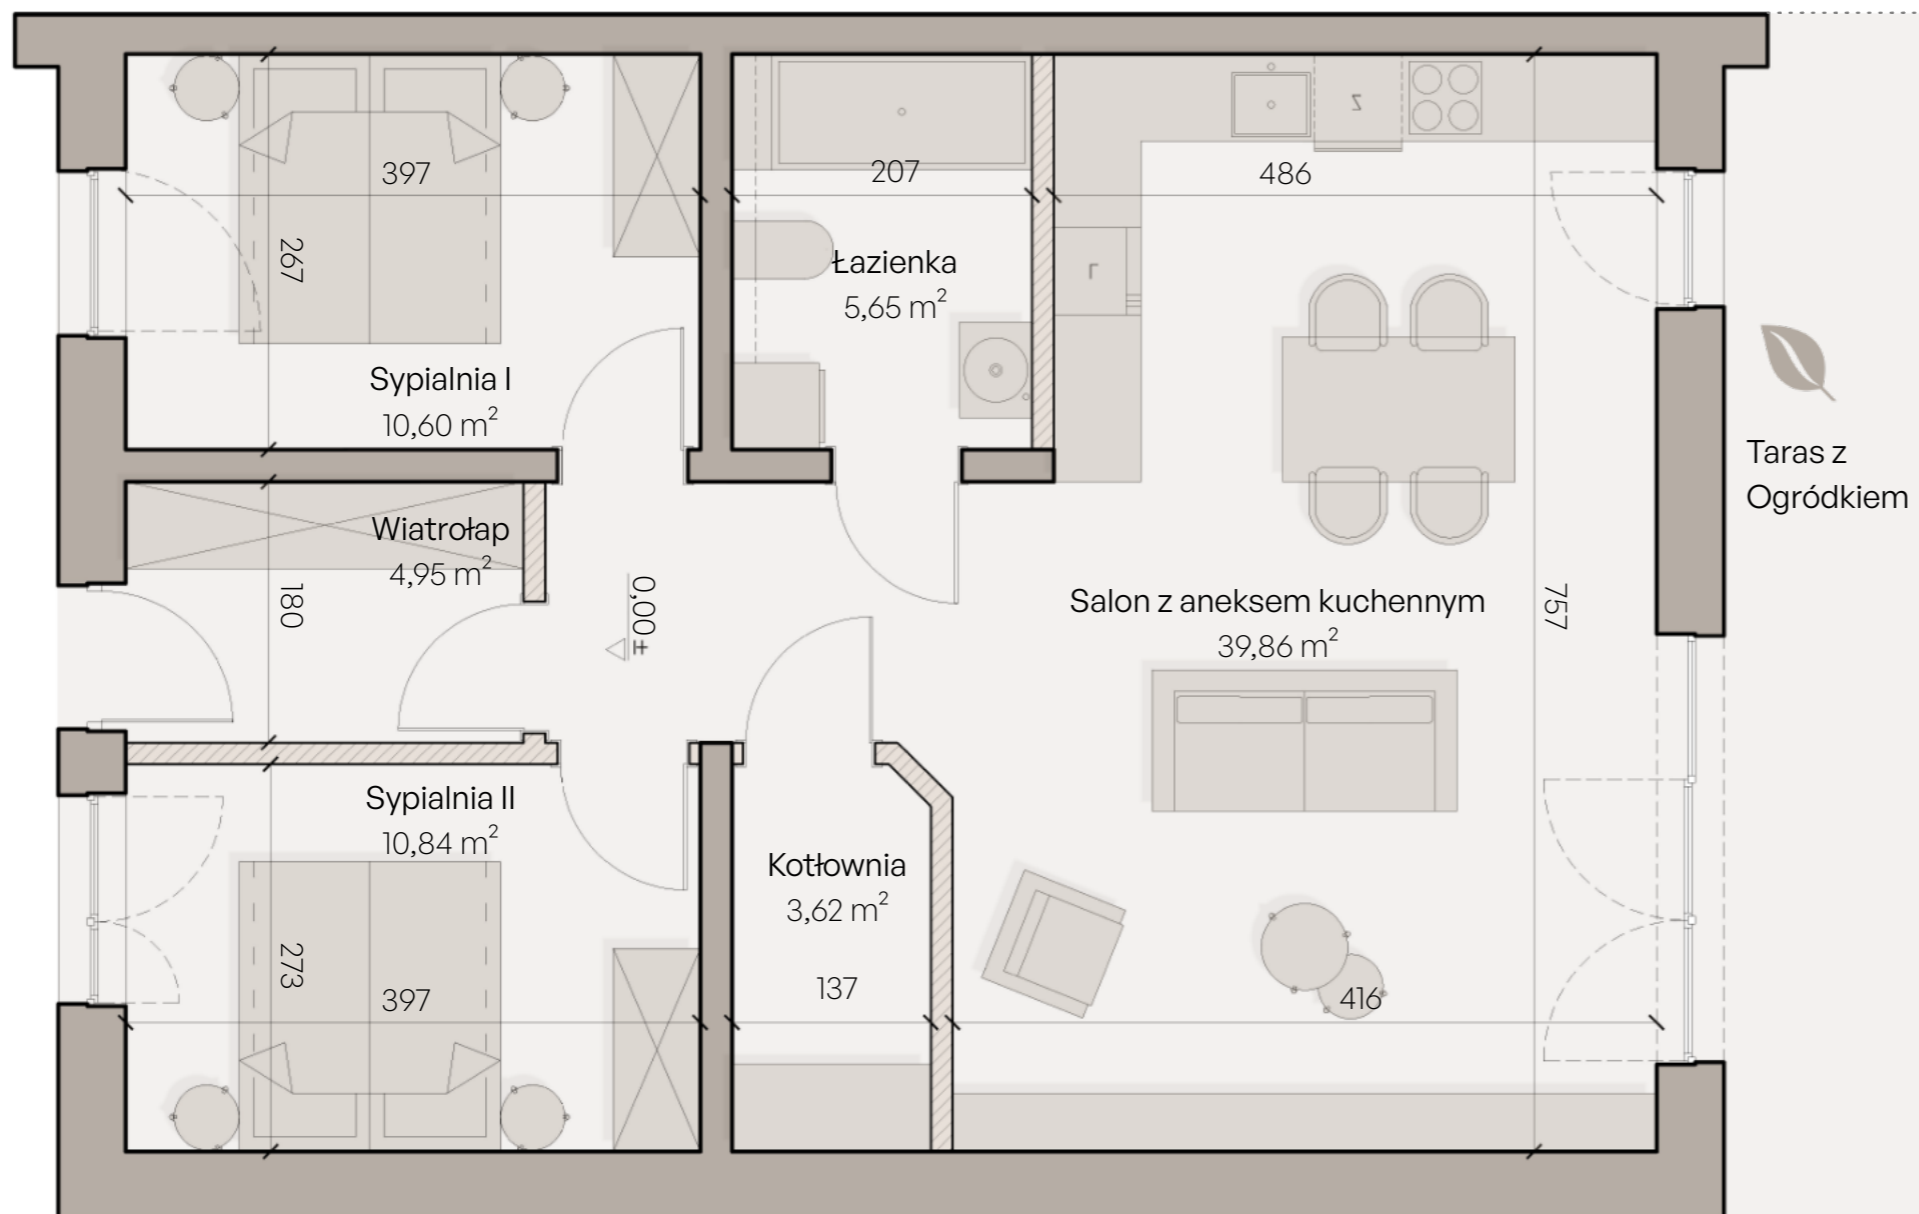 397
267
Sypialnia I
10,60 m²
207
Łazienka
5,65 m²
486
Z
L
Taras z
Ogródkiem
Wiatrołap
4,95 m²
180
±0,00
Salon z aneksem kuchennym
39,86 m²
757
Sypialnia II
10,84 m²
273
397
Kotłownia
3,62 m²
137
416